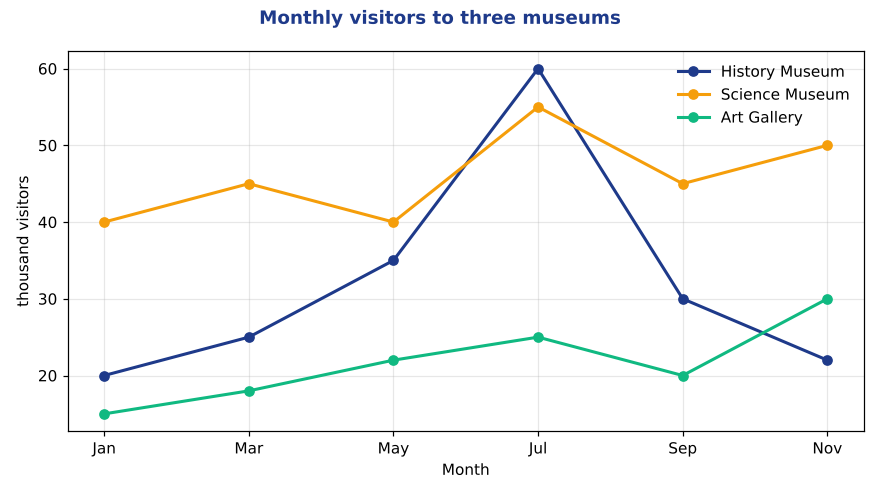 Monthly visitors to three museums
60
50
40
30
20
thousand visitors
History Museum
Science Museum
Art Gallery
Jan Mar May Jul Sep Nov
Month